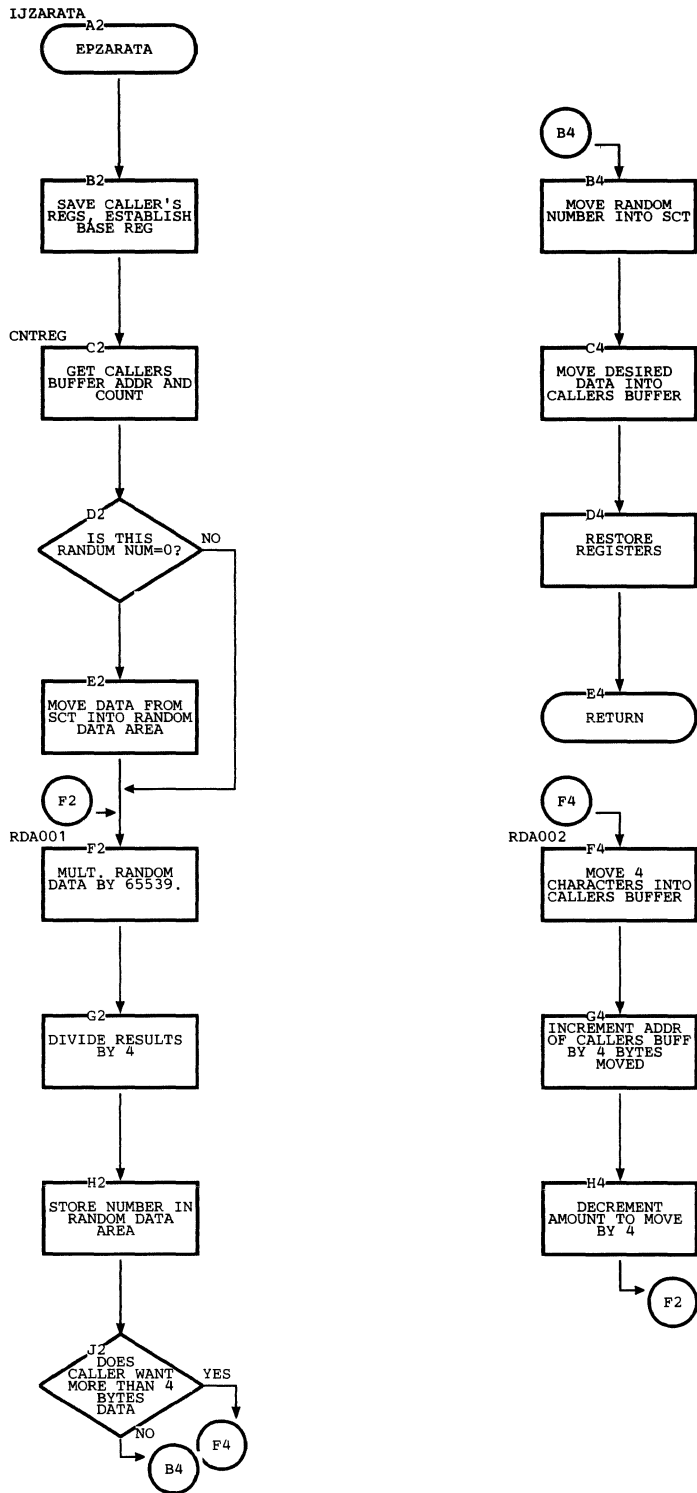 IJZARATA
A2
EPZARATA
B2
SAVE CALLER'S
REGS, ESTABLISH
BASE REG
CNTREG
C2
GET CALLERS
BUFFER ADDR AND
COUNT
D2
IS THIS
RANDUM NUM=0?
NO
E2
MOVE DATA FROM
SCT INTO RANDOM
DATA AREA
F2
RDA001
F2
MULT. RANDOM
DATA BY 65539.
G2
DIVIDE RESULTS
BY 4
H2
STORE NUMBER IN
RANDOM DATA
AREA
J2
DOES
CALLER WANT
MORE THAN 4
BYTES
DATA
YES
NO
F4
B4
B4
B4
MOVE RANDOM
NUMBER INTO SCT
C4
MOVE DESIRED
DATA INTO
CALLERS BUFFER
D4
RESTORE
REGISTERS
E4
RETURN
F4
RDA002
F4
MOVE 4
CHARACTERS INTO
CALLERS BUFFER
G4
INCREMENT ADDR
OF CALLERS BUFF
BY 4 BYTES
MOVED
H4
DECREMENT
AMOUNT TO MOVE
BY 4
F2